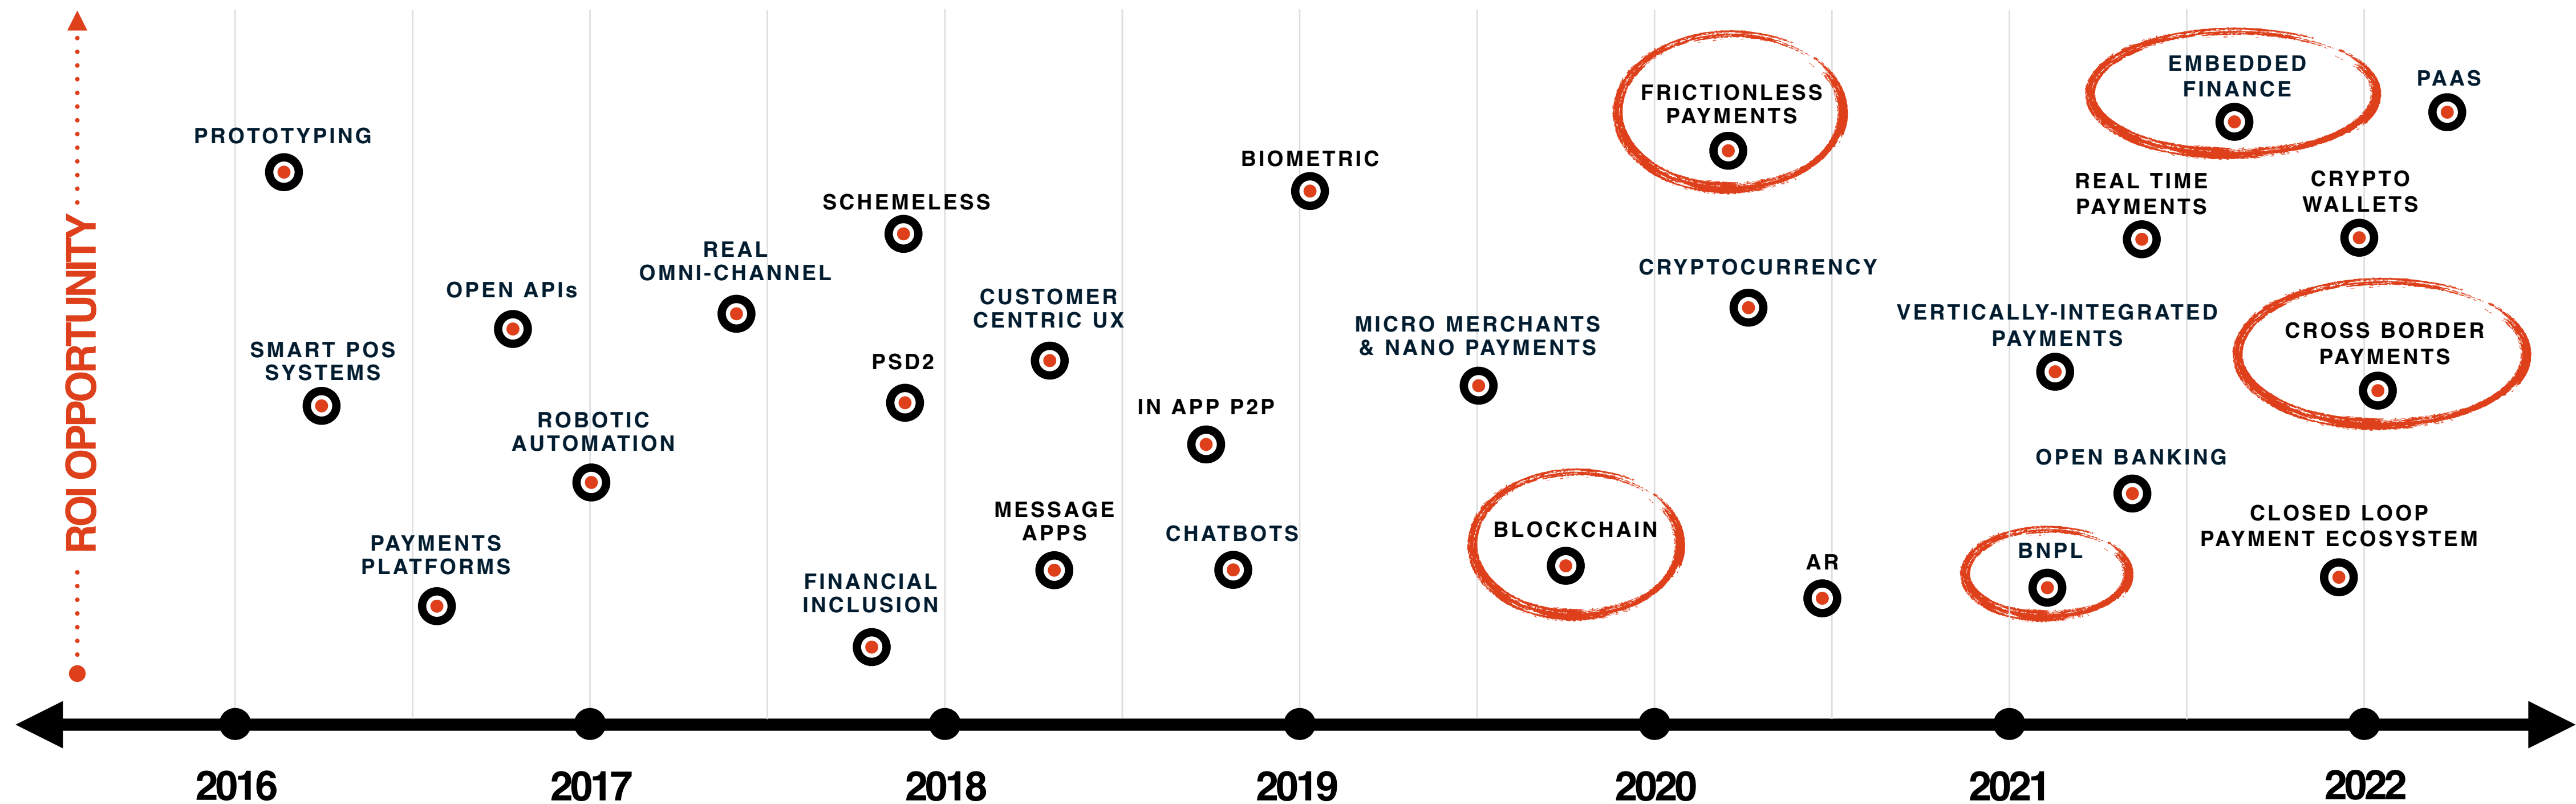 ROI OPPORTUNITY
PROTOTYPING
SMART POS
SYSTEMS
PAYMENTS
PLATFORMS
OPEN APIs
ROBOTIC
AUTOMATION
REAL
OMNI-CHANNEL
SCHEMELESS
PSD2
FINANCIAL
INCLUSION
CUSTOMER
CENTRIC UX
MESSAGE
APPS
IN APP P2P
CHATBOTS
BIOMETRIC
MICRO MERCHANTS
& NANO PAYMENTS
BLOCKCHAIN
FRICTIONLESS
PAYMENTS
CRYPTOCURRENCY
AR
EMBEDDED
FINANCE
REAL TIME
PAYMENTS
VERTICALLY-INTEGRATED
PAYMENTS
OPEN BANKING
BNPL
PAAS
CRYPTO
WALLETS
CROSS BORDER
PAYMENTS
CLOSED LOOP
PAYMENT ECOSYSTEM
2016
2017
2018
2019
2020
2021
2022